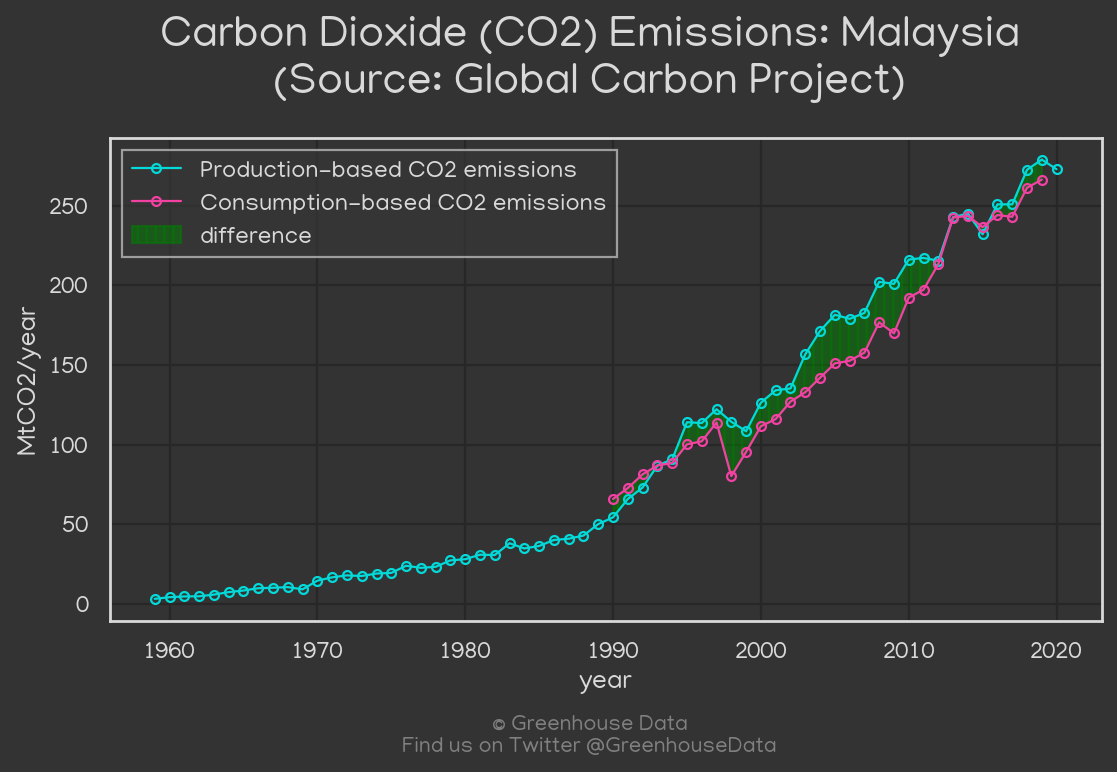 Carbon Dioxide (CO2) Emissions: Malaysia
(Source: Global Carbon Project)
Production-based CO2 emissions
Consumption-based CO2 emissions
difference
MtCO2/year
250
200
150
100
50
0
1960 1970 1980 1990 2000 2010 2020
year
© Greenhouse Data
Find us on Twitter @GreenhouseData